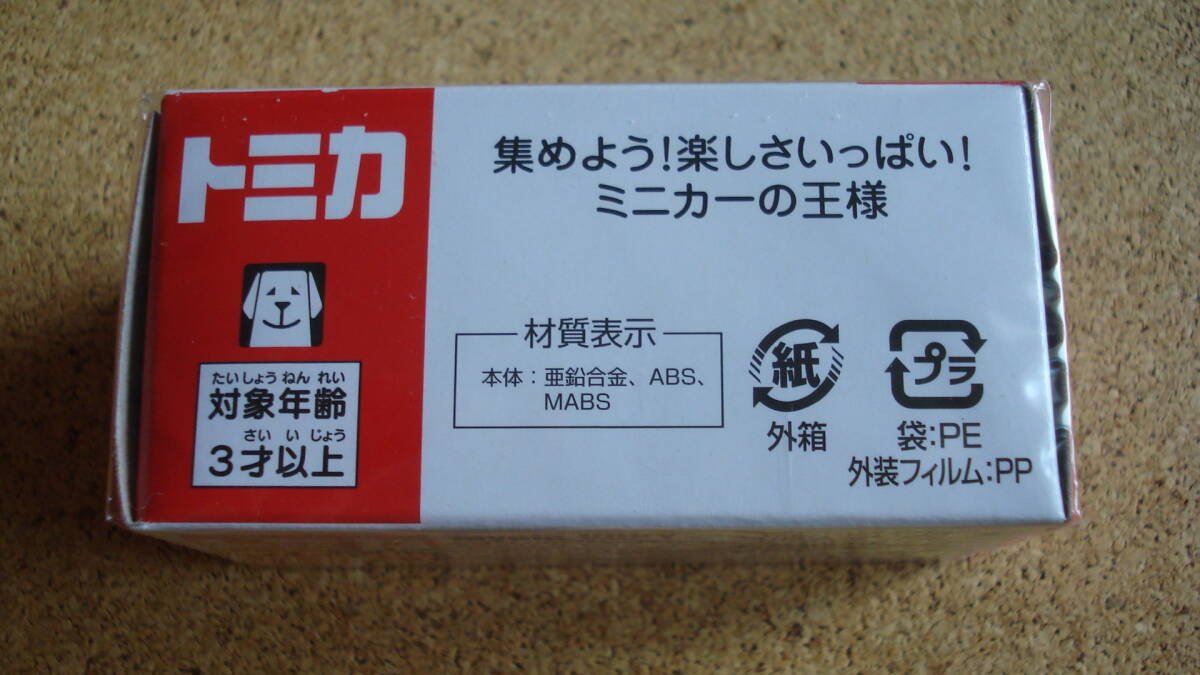 トミカ
たいしょう ねん れい
対象年齢
さい い じょう
3才以上
集めよう!楽しさいっぱい!
ミニカーの王様
材質表示
本体:亜鉛合金、ABS、
MABS
紙
外箱
プラ
袋:PE
外装フィルム:PP